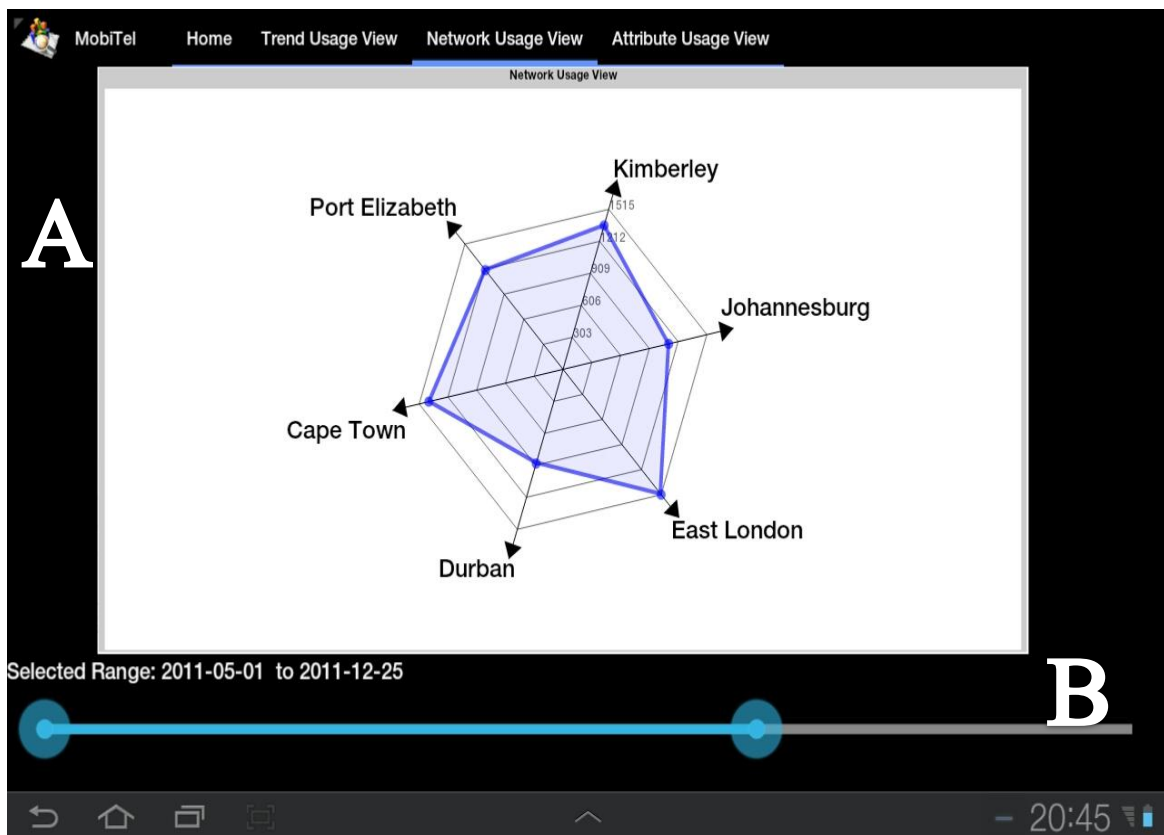 MobiTel Home Trend Usage View Network Usage View Attribute Usage View
Network Usage View
Kimberley
1515
Port Elizabeth
A
1212
909
606
Johannesburg
303
Cape Town
East London
Durban
Selected Range: 2011-05-01 to 2011-12-25
B
20:45